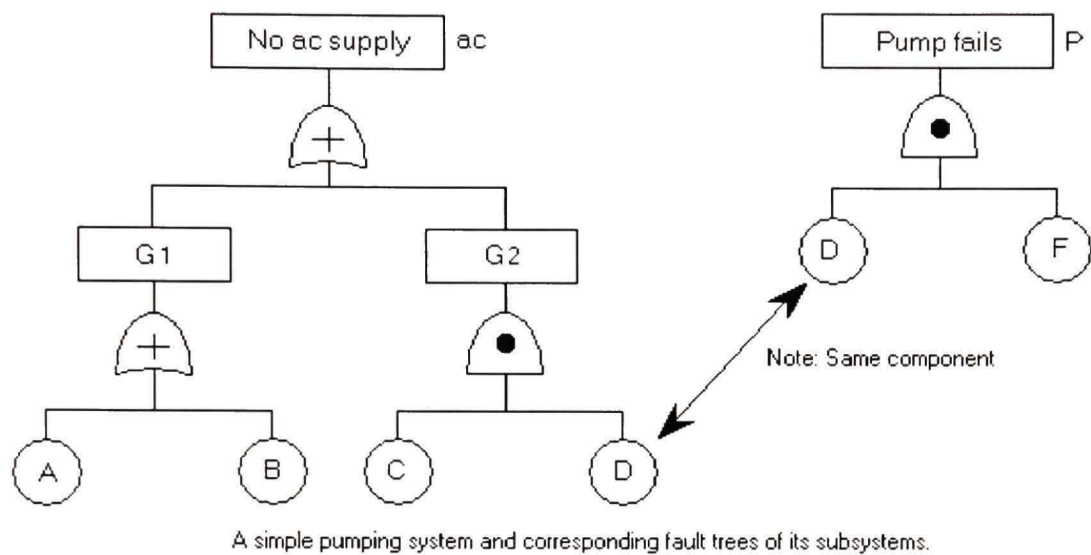 No ac supply ac
Pump fails P
G1
G2
D
F
Note: Same component
A
B
C
D
A simple pumping system and corresponding fault trees of its subsystems.